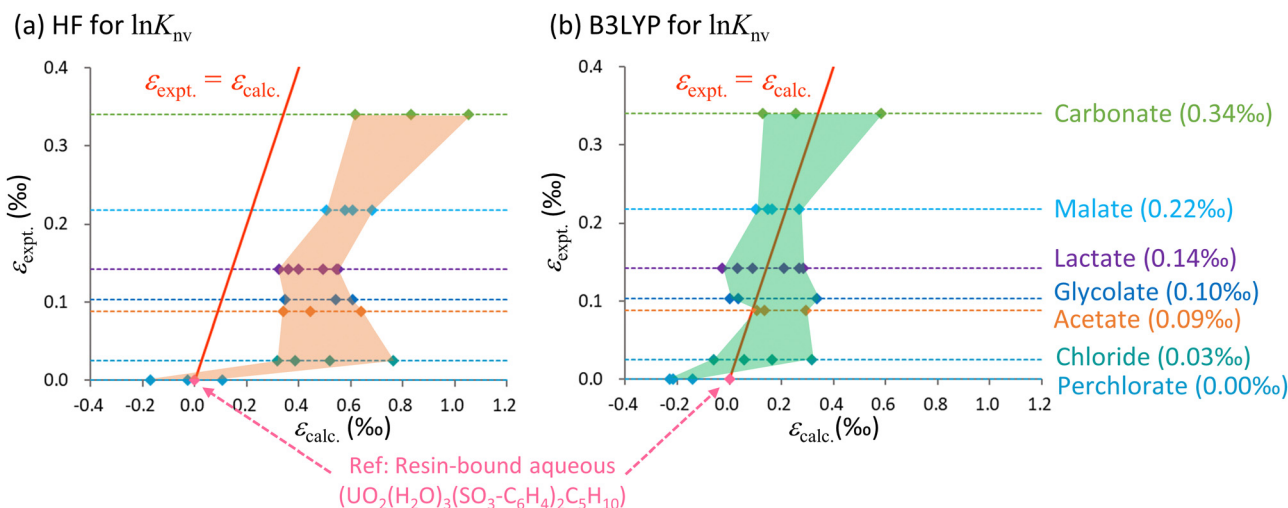 (a) HF for lnKnv
(b) B3LYP for lnKnv
0.4
0.3
0.2
0.1
0.0
εexpt. (‰)
εexpt. = εcalc.
-0.4 -0.2 0.0 0.2 0.4 0.6 0.8 1.0 1.2
εcalc. (‰)
0.4
0.3
0.2
0.1
0.0
εexpt. (‰)
εexpt. = εcalc.
-0.4 -0.2 0.0 0.2 0.4 0.6 0.8 1.0 1.2
εcalc. (‰)
Carbonate (0.34‰)
Malate (0.22‰)
Lactate (0.14‰)
Glycolate (0.10‰)
Acetate (0.09‰)
Chloride (0.03‰)
Perchlorate (0.00‰)
Ref: Resin-bound aqueous
(UO₂(H₂O)₃(SO₃-C₆H₄)₂C₅H₁₀)